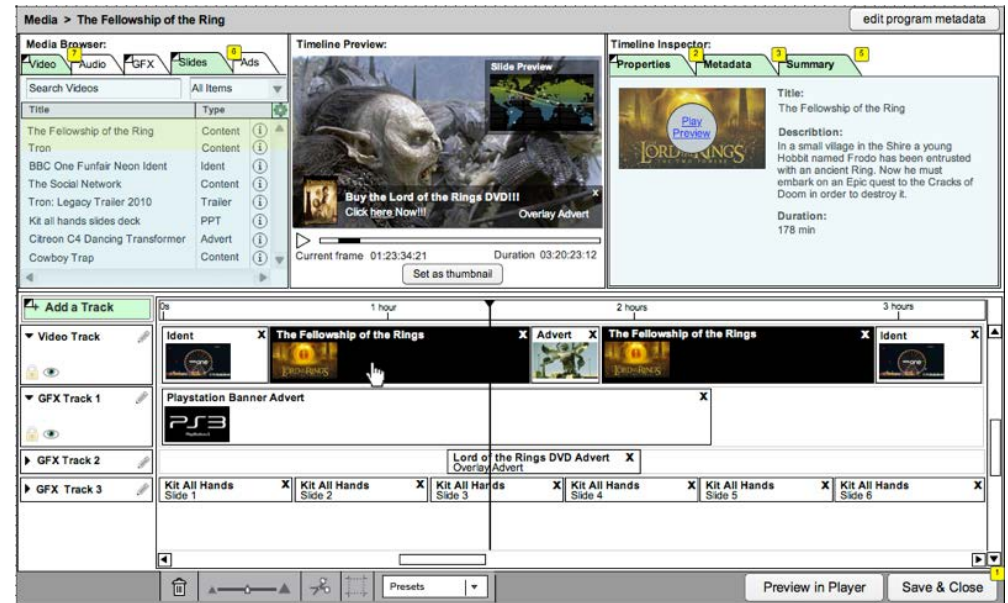 Media > The Fellowship of the Ring
edit program metadata
Media Browser:
Video
7
Audio
GFX
Slides
6
Ads
Search Videos
All Items
Title
Type
The Fellowship of the Ring
Content
Tron
Content
BBC One Funfair Neon Ident
Ident
The Social Network
Content
Tron: Legacy Trailer 2010
Trailer
Kit all hands slides deck
PPT
Citreon C4 Dancing Transformer
Advert
Cowboy Trap
Content
Timeline Preview:
Slide Preview
Buy the Lord of the Rings DVD!!!
x
Click here Now!!!
Overlay Advert
Current frame 01:23:34:21
Duration 03:20:23:12
Set as thumbnail
Timeline Inspector:
Properties
2
Metadata
3
Summary
5
Play
Preview
LORD OF THE RINGS
THE TWO TOWERS
Title:
The Fellowship of the Ring
Describtion:
In a small village in the Shire a young
Hobbit named Frodo has been entrusted
with an ancient Ring. Now he must
embark on an Epic quest to the Cracks of
Doom in order to destroy it.
Duration:
178 min
+ Add a Track
0s
1 hour
2 hours
3 hours
Video Track
Ident X
The Fellowship of the Rings X
Advert X
The Fellowship of the Rings X
Ident X
GFX Track 1
Playstation Banner Advert X
PS3
GFX Track 2
Lord of the Rings DVD Advert X
Overlay Advert
GFX Track 3
Kit All Hands X
Slide 1
Kit All Hands X
Slide 2
Kit All Hands X
Slide 3
Kit All Hands X
Slide 4
Kit All Hands X
Slide 5
Kit All Hands X
Slide 6
Presets
Preview in Player
Save & Close
1